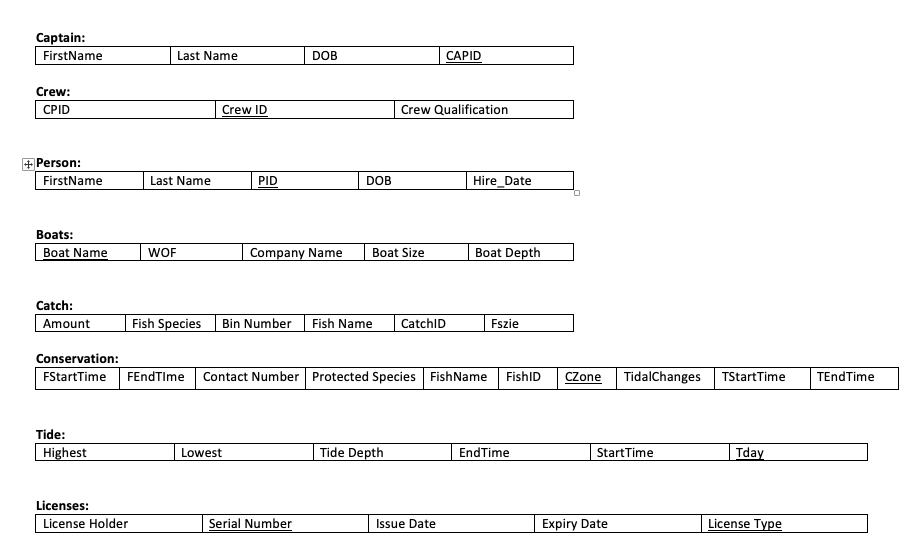 Captain:
FirstName Last Name DOB CAPID
Crew:
CPID Crew ID Crew Qualification
Person:
FirstName Last Name PID DOB Hire_Date
Boats:
Boat Name WOF Company Name Boat Size Boat Depth
Catch:
Amount Fish Species Bin Number Fish Name CatchID Fszie
Conservation:
FStartTime FEndTIme Contact Number Protected Species FishName FishID CZone TidalChanges TStartTime TEndTime
Tide:
Highest Lowest Tide Depth EndTime StartTime Tday
Licenses:
License Holder Serial Number Issue Date Expiry Date License Type